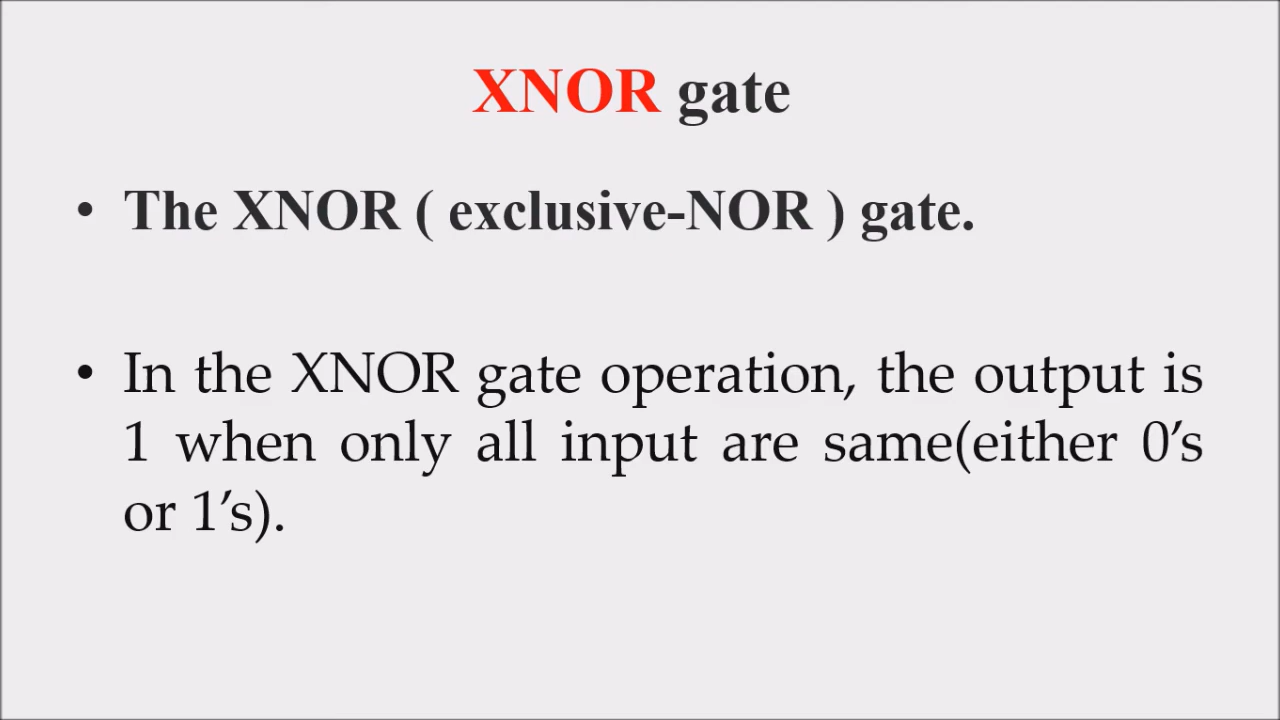 XNOR gate
• The XNOR ( exclusive-NOR ) gate.
• In the XNOR gate operation, the output is
1 when only all input are same(either 0’s
or 1’s).